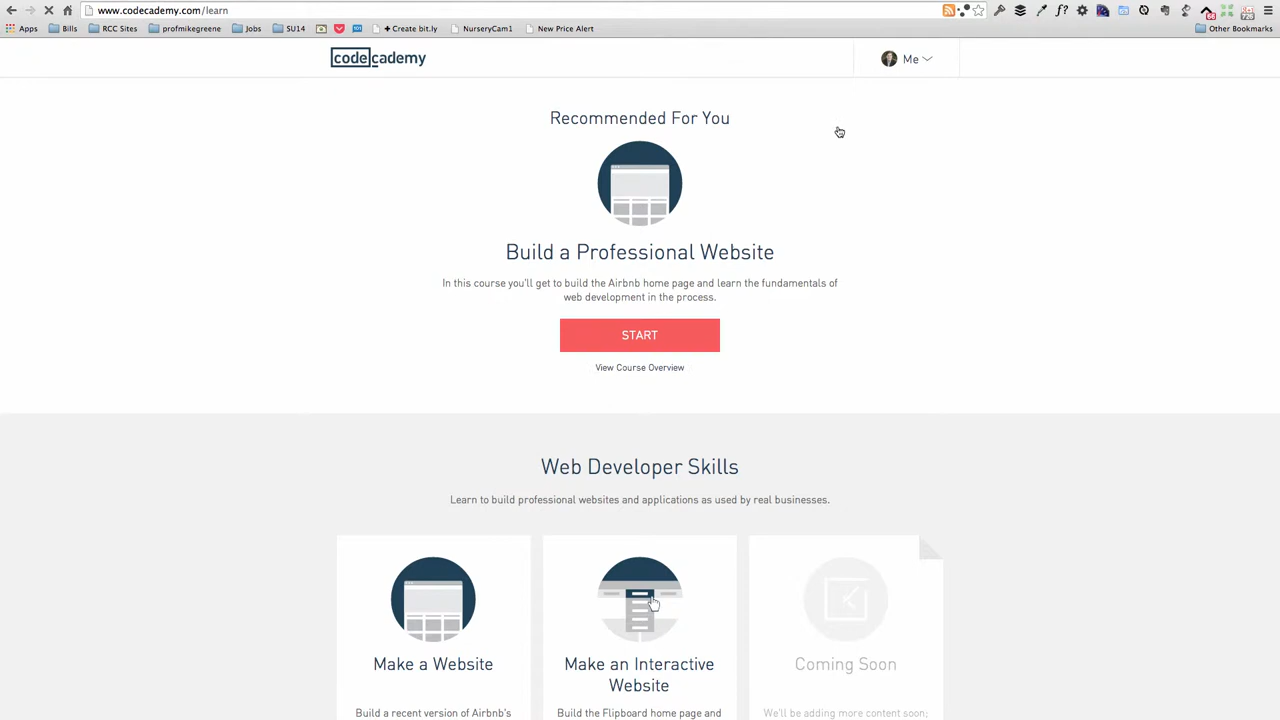 www.codecademy.com/learn
Apps Bills RCC Sites profmikegreene Jobs SU14 + Create bit.ly NurseryCam1 New Price Alert Other Bookmarks
codecademy
Me
Recommended For You
Build a Professional Website
In this course you'll get to build the Airbnb home page and learn the fundamentals of
web development in the process.
START
View Course Overview
Web Developer Skills
Learn to build professional websites and applications as used by real businesses.
Make a Website
Make an Interactive
Website
Coming Soon
Build a recent version of Airbnb's
Build the Flipboard home page and
We'll be adding more content soon;